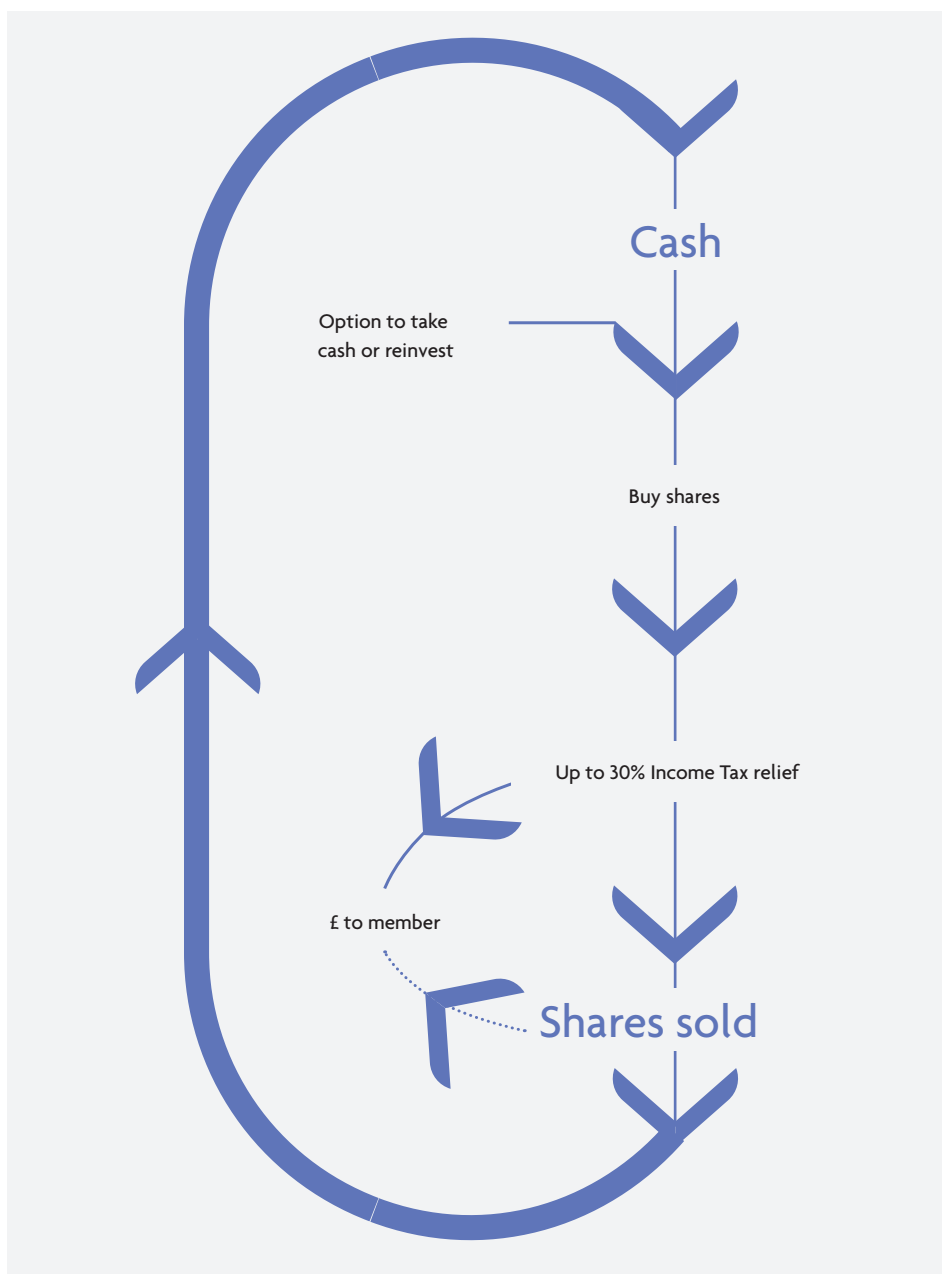 Cash
Option to take
cash or reinvest
Buy shares
Up to 30% Income Tax relief
£ to member
Shares sold